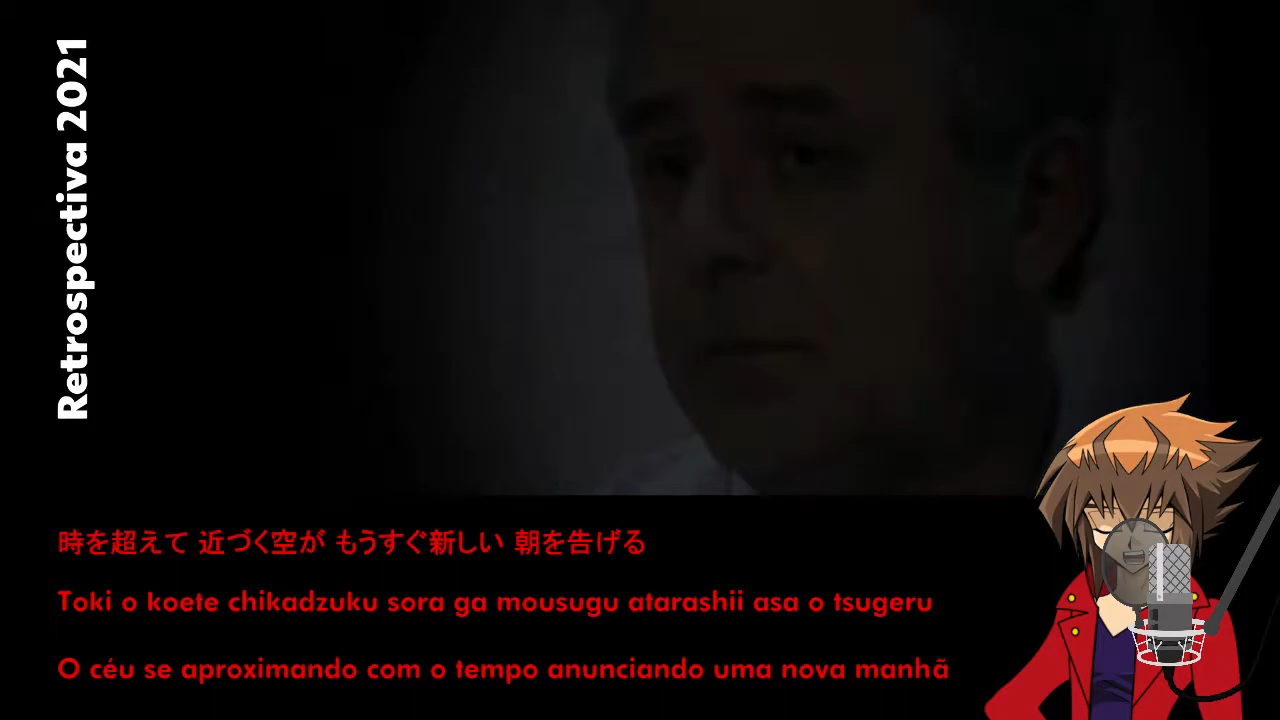 Retrospectiva 2021
時を超えて 近づく空が もうすぐ新しい 朝を告げる
Toki o koete chikadzuku sora ga mousugu atarashii asa o tsugeru
O céu se aproximando com o tempo anunciando uma nova manhã